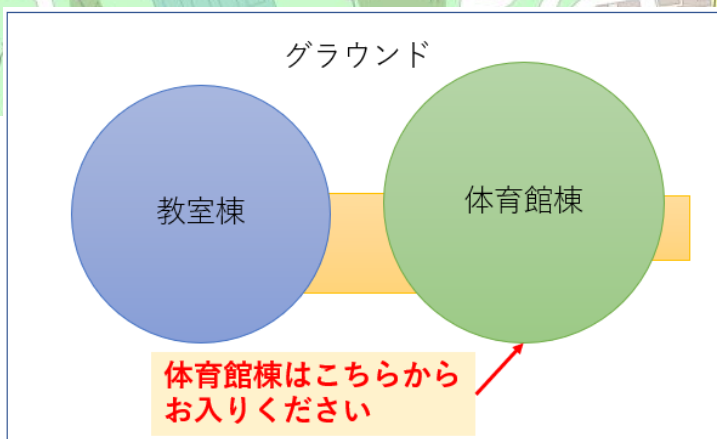 グラウンド
教室棟
体育館棟
体育館棟はこちらから
お入りください